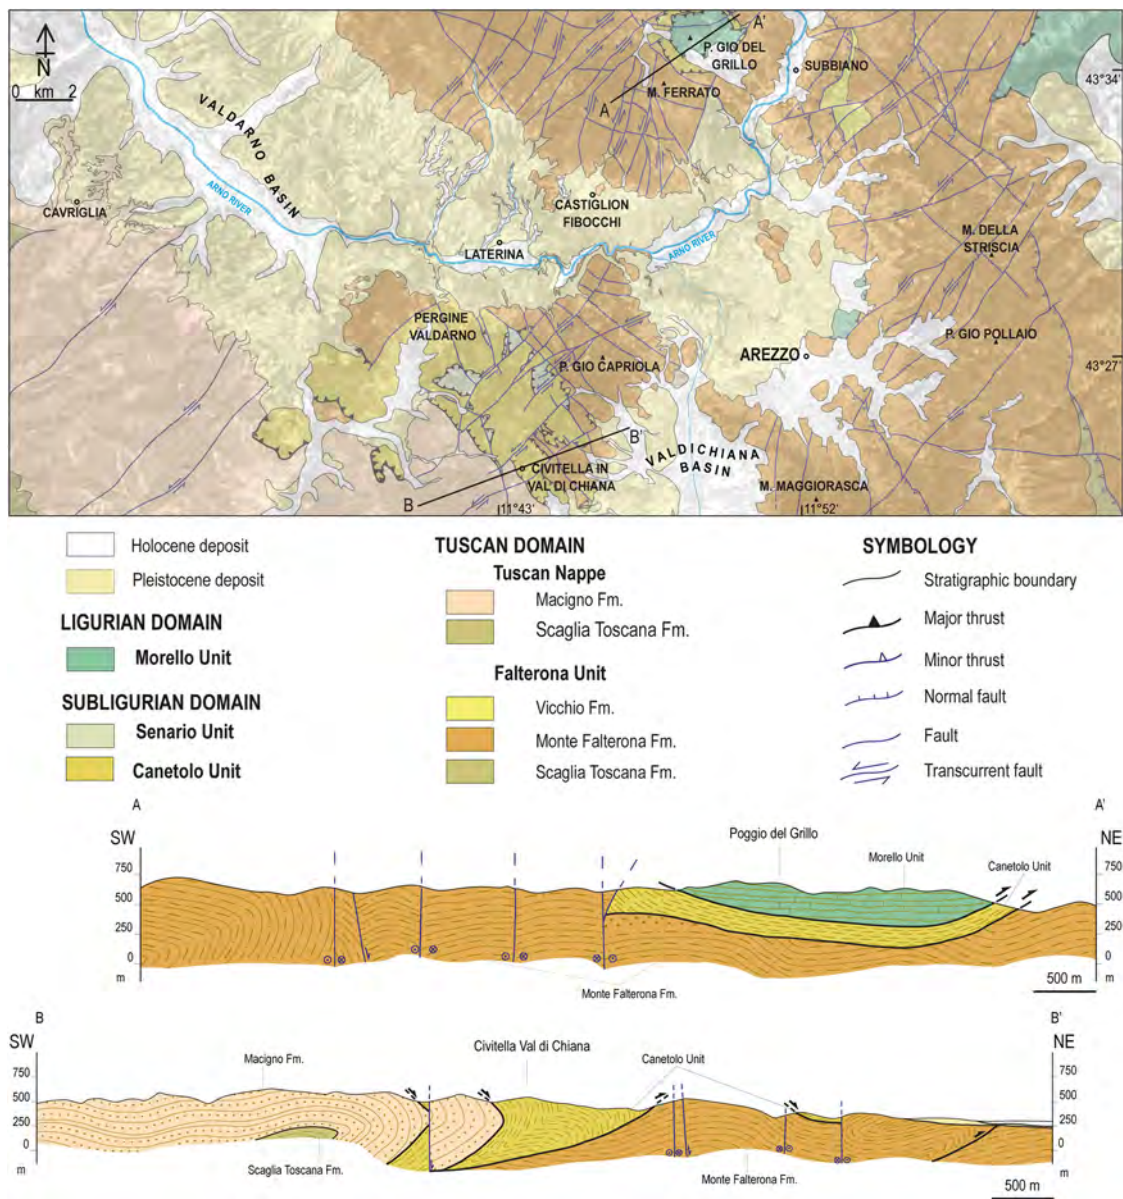 A'
P. GIO DEL
GRILLO
SUBBIANO
43°34'
N
0 km 2
M. FERRATO
A
VALDARNO BASIN
ARNO RIVER
CAVRIGLIA
CASTIGLION
FIBOCCHI
LATERINA
ARNO RIVER
M. DELLA
STRISCIA
PERGINE
VALDARNO
P. GIO POLLAIO
AREZZO
P. GIO CAPRIOLA
43°27'
B'
VALDICHIANA
BASIN
CIVITELLA IN
VAL DI CHIANA
M. MAGGIORASCA
B
11°43'
11°52'
Holocene deposit
Pleistocene deposit
LIGURIAN DOMAIN
Morello Unit
SUBLIGURIAN DOMAIN
Senario Unit
Canetolo Unit
TUSCAN DOMAIN
Tuscan Nappe
Macigno Fm.
Scaglia Toscana Fm.
Falterona Unit
Vicchio Fm.
Monte Falterona Fm.
Scaglia Toscana Fm.
SYMBOLOGY
Stratigraphic boundary
Major thrust
Minor thrust
Normal fault
Fault
Transcurrent fault
A
A'
SW
NE
Poggio del Grillo
Morello Unit
Canetolo Unit
750
500
250
0
m
750
500
250
0
m
Monte Falterona Fm.
500 m
B
B'
SW
NE
Macigno Fm.
Civitella Val di Chiana
Canetolo Unit
750
500
250
0
m
750
500
250
0
m
Scaglia Toscana Fm.
Monte Falterona Fm.
500 m